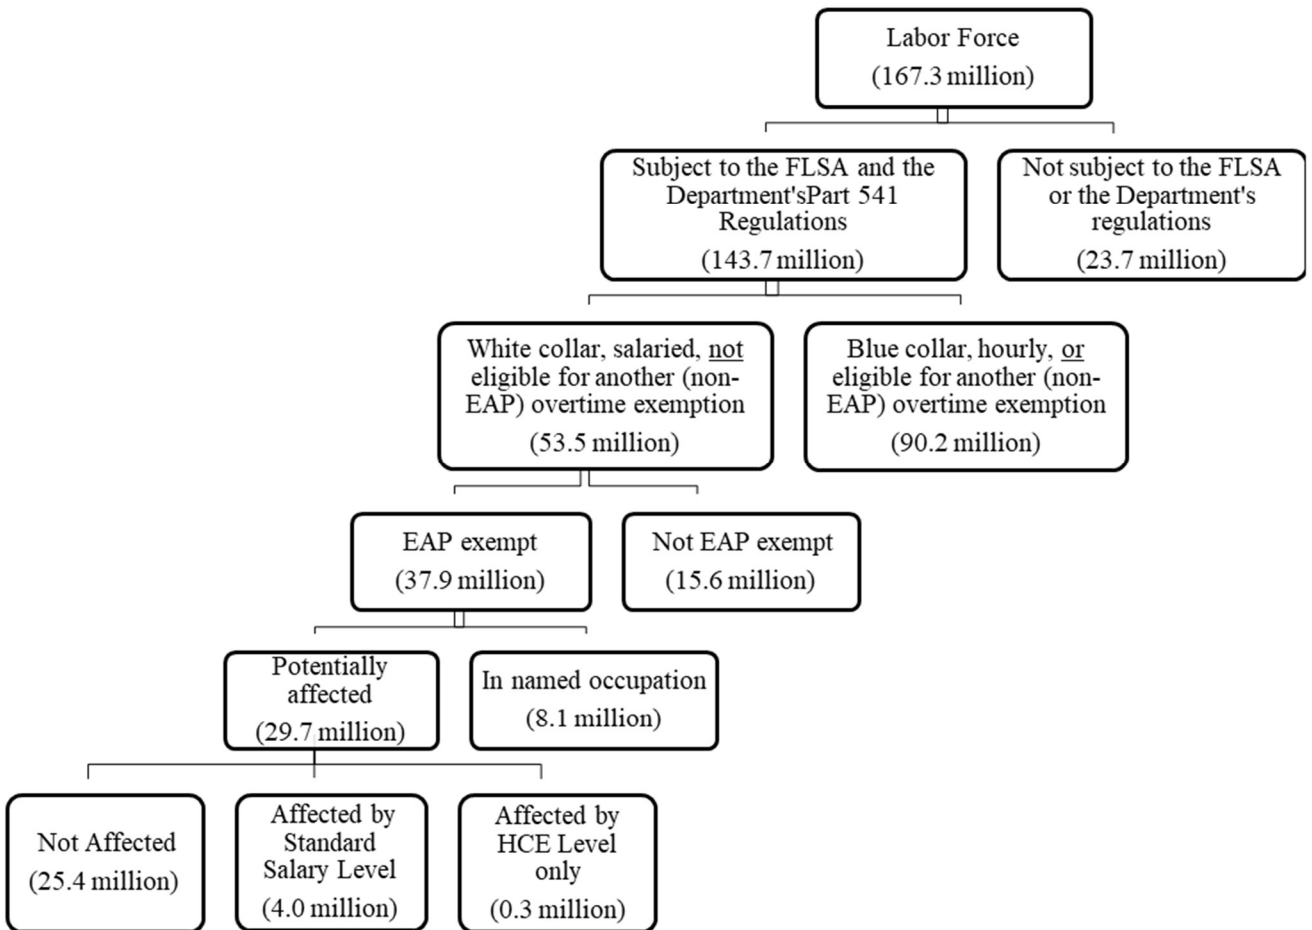 Labor Force
(167.3 million)
Subject to the FLSA and the
Department'sPart 541
Regulations
(143.7 million)
Not subject to the FLSA
or the Department's
regulations
(23.7 million)
White collar, salaried, not
eligible for another (non-
EAP) overtime exemption
(53.5 million)
Blue collar, hourly, or
eligible for another (non-
EAP) overtime exemption
(90.2 million)
EAP exempt
(37.9 million)
Not EAP exempt
(15.6 million)
Potentially
affected
(29.7 million)
In named occupation
(8.1 million)
Not Affected
(25.4 million)
Affected by
Standard
Salary Level
(4.0 million)
Affected by
HCE Level
only
(0.3 million)